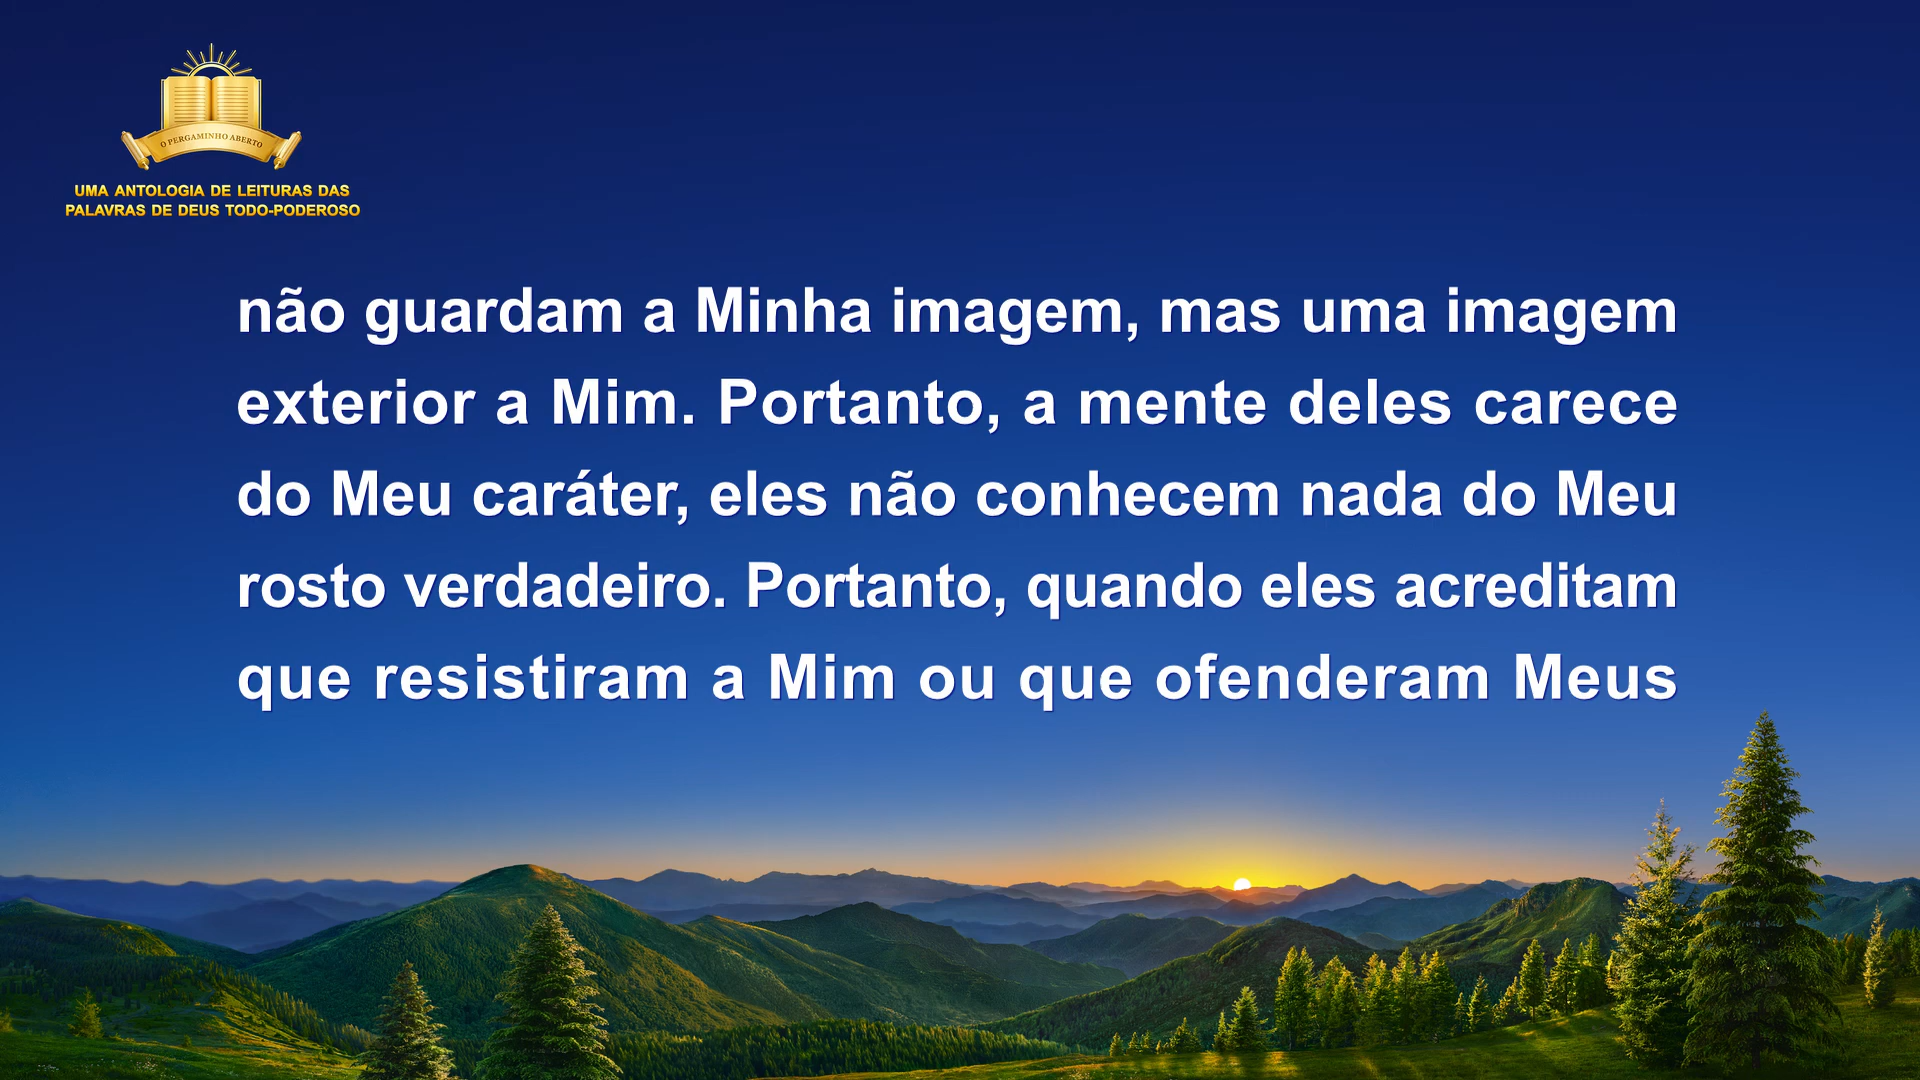 O PERGAMINHO ABERTO
UMA ANTOLOGIA DE LEITURAS DAS
PALAVRAS DE DEUS TODO-PODEROSO
não guardam a Minha imagem, mas uma imagem
exterior a Mim. Portanto, a mente deles carece
do Meu caráter, eles não conhecem nada do Meu
rosto verdadeiro. Portanto, quando eles acreditam
que resistiram a Mim ou que ofenderam Meus